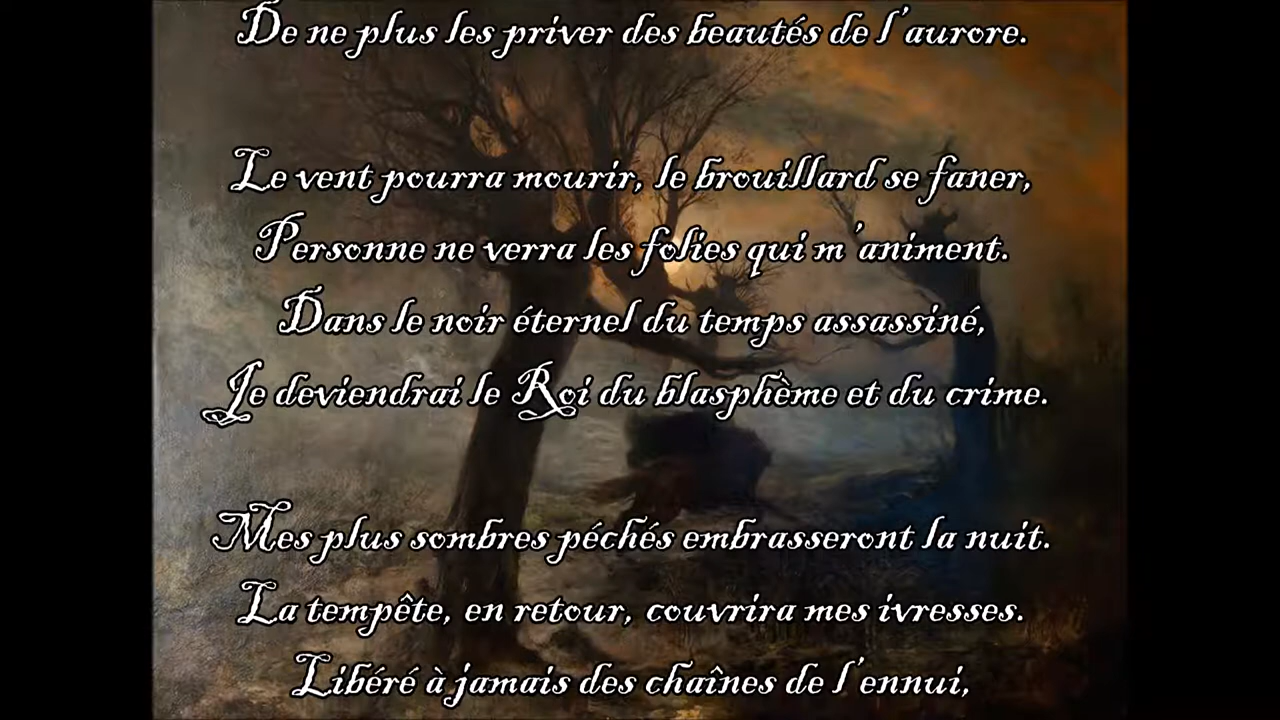 De ne plus les priver des beautés de l'aurore.
Le vent pourra mourir, le brouillard se faner,
Personne ne verra les folies qui m'animent.
Dans le noir éternel du temps assassiné,
Je deviendrai le Roi du blasphème et du crime.
Mes plus sombres péchés embrasseront la nuit.
La tempête, en retour, couvrira mes ivresses.
Libéré à jamais des chaînes de l'ennui,